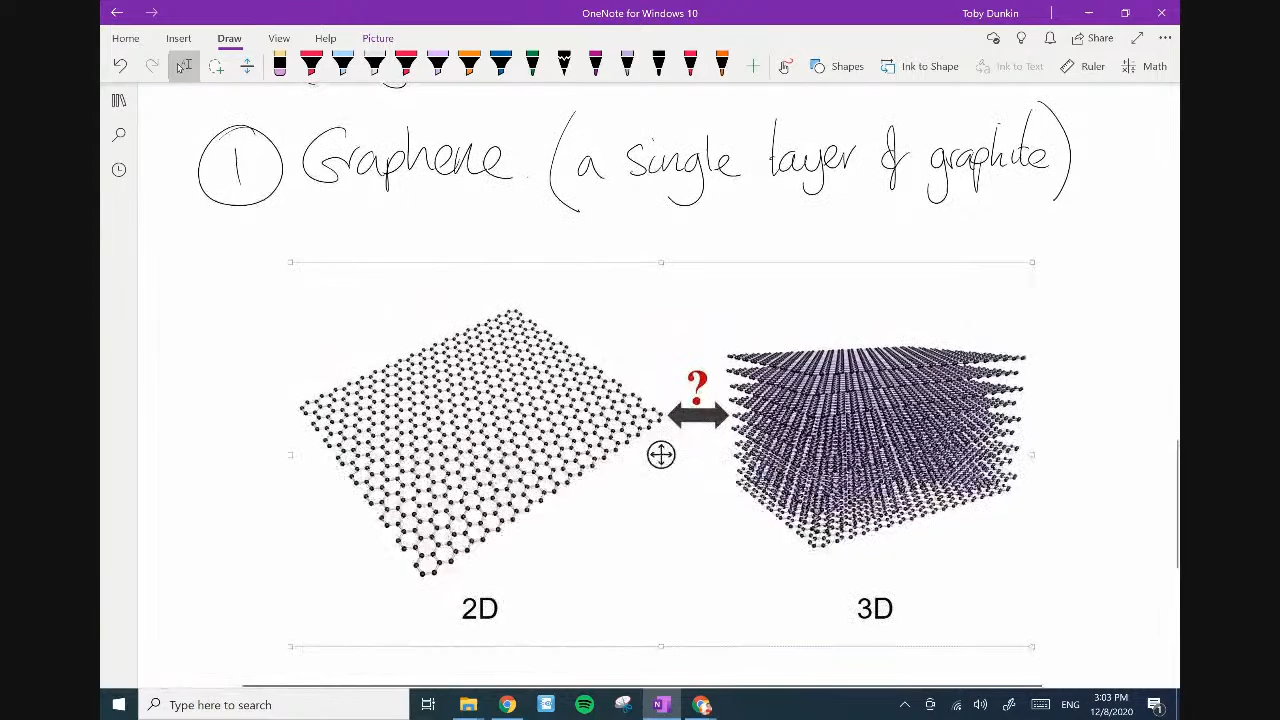 OneNote for Windows 10
Toby Dunkin
Home Insert Draw View Help Picture
Share
Shapes Ink to Shape Ink to Text Ruler Math
1 Graphene. (a single layer of graphite)
?
2D 3D
Type here to search
ENG
3:03 PM
12/8/2020
1